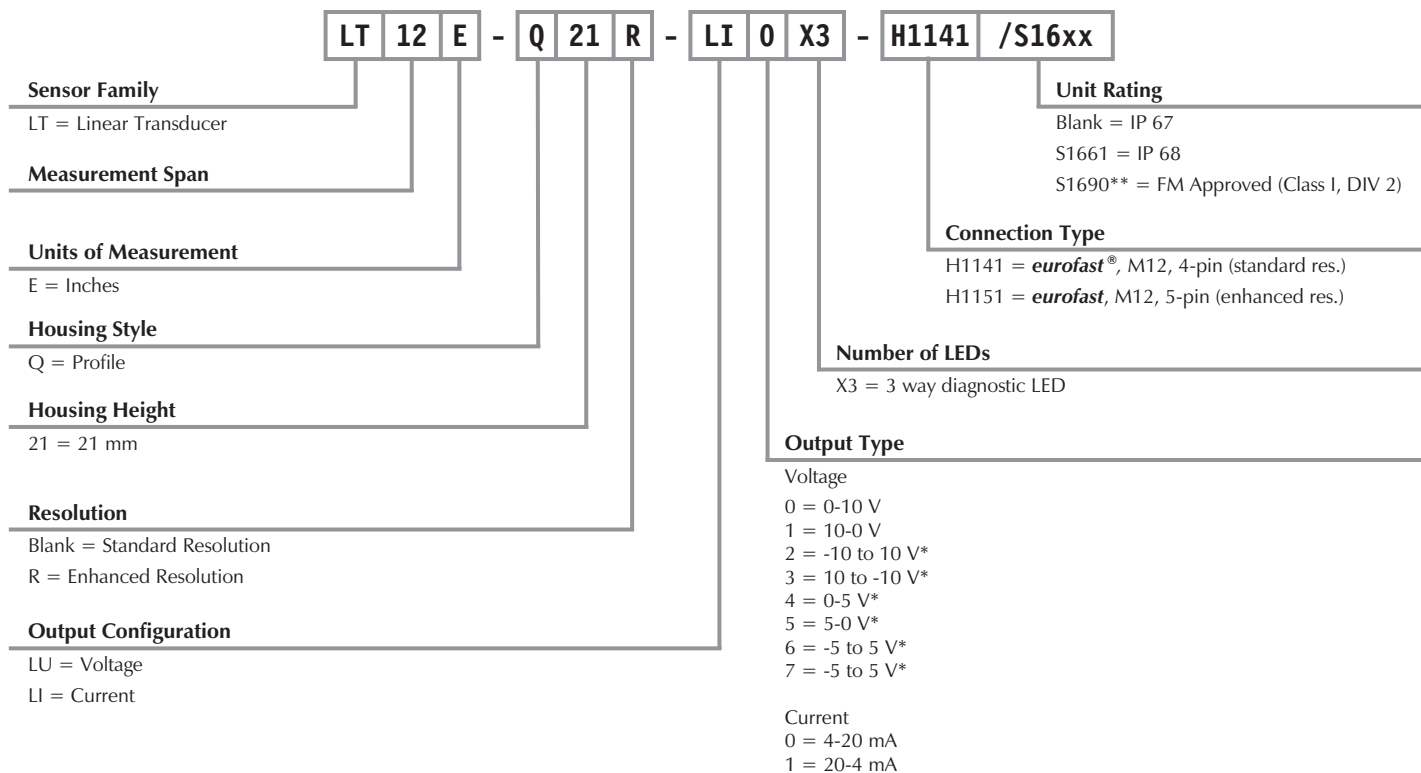 LT 12 E - Q 21 R - LI 0 X3 - H1141 /S16xx
Sensor Family
LT = Linear Transducer
Measurement Span
Units of Measurement
E = Inches
Housing Style
Q = Profile
Housing Height
21 = 21 mm
Resolution
Blank = Standard Resolution
R = Enhanced Resolution
Output Configuration
LU = Voltage
LI = Current
Unit Rating
Blank = IP 67
S1661 = IP 68
S1690** = FM Approved (Class I, DIV 2)
Connection Type
H1141 = eurofast®, M12, 4-pin (standard res.)
H1151 = eurofast, M12, 5-pin (enhanced res.)
Number of LEDs
X3 = 3 way diagnostic LED
Output Type
Voltage
0 = 0-10 V
1 = 10-0 V
2 = -10 to 10 V*
3 = 10 to -10 V*
4 = 0-5 V*
5 = 5-0 V*
6 = -5 to 5 V*
7 = -5 to 5 V*
Current
0 = 4-20 mA
1 = 20-4 mA